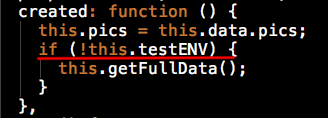 created: function () {
this.pics = this.data.pics;
if (!this.testENV) {
this.getFullData();
}
},